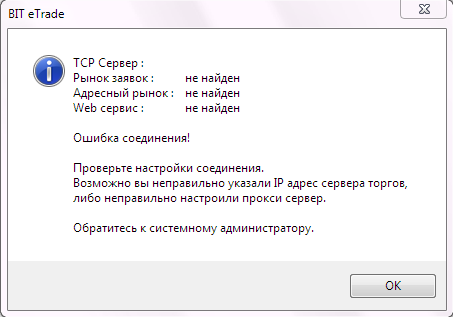 BIT eTrade
TCP Сервер :
Рынок заявок : не найден
Адресный рынок : не найден
Web сервис : не найден
Ошибка соединения!
Проверьте настройки соединения.
Возможно вы неправильно указали IP адрес сервера торгов,
либо неправильно настроили прокси сервер.
Обратитесь к системному администратору.
OK